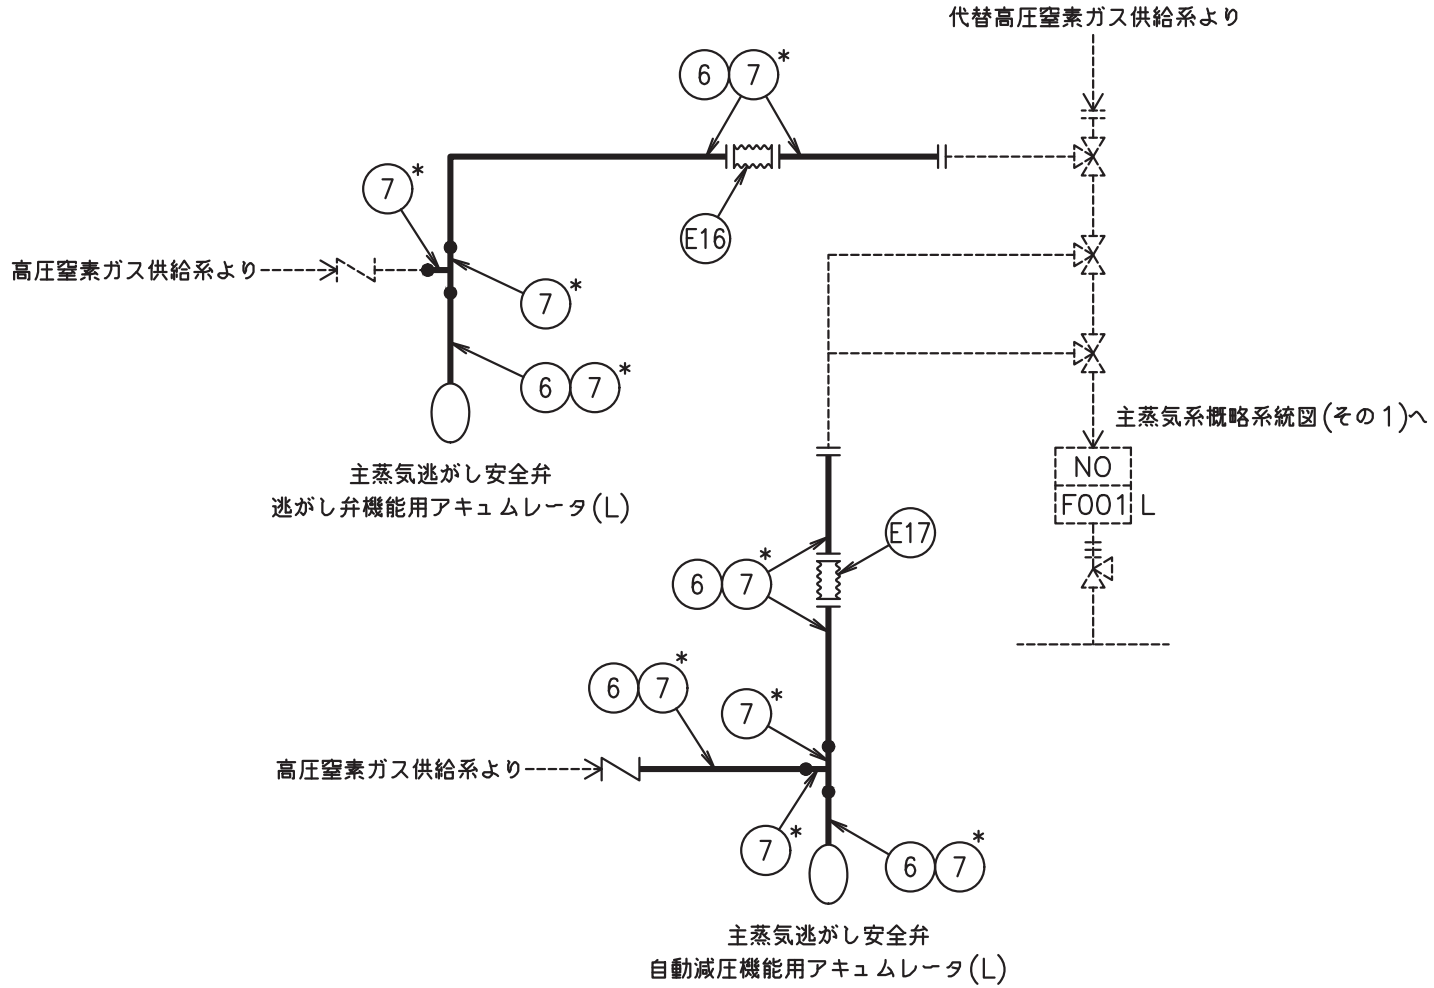 代替高圧窒素ガス供給系より
6 7*
7*
E16
高圧窒素ガス供給系より
7*
6 7*
主蒸気系概略系統図(その1)へ
主蒸気逃がし安全弁
逃がし弁機能用アキュムレータ(L)
NO
F001 L
E17
6 7*
6 7*
7*
高圧窒素ガス供給系より
7*
6 7*
主蒸気逃がし安全弁
自動減圧機能用アキュムレータ(L)